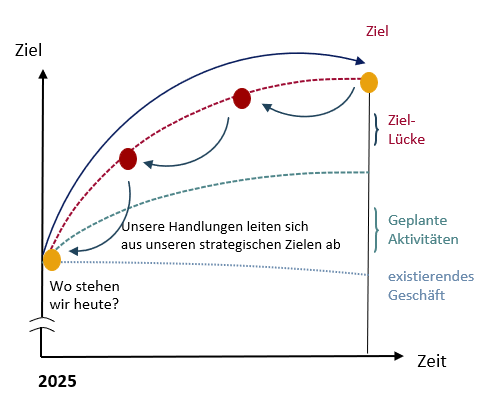 Ziel
Ziel
Ziel-
Lücke
Unsere Handlungen leiten sich
aus unseren strategischen Zielen ab
Geplante
Aktivitäten
existierendes
Geschäft
Wo stehen
wir heute?
Zeit
2025